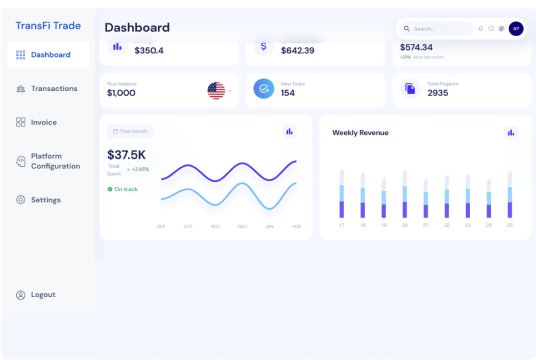 TransFi Trade
Dashboard
Search...
AP
Dashboard
Transactions
Invoice
Platform
Configuration
Settings
Logout
$350.4
$642.39
$574.34
+23% since last month
Your balance
$1,000
New Tasks
154
Total Projects
2935
This month
$37.5K
Total
Spent
+2.45%
On track
SEP OCT NOV DEC JAN FEB
Weekly Revenue
17 18 19 20 21 22 23 24 25